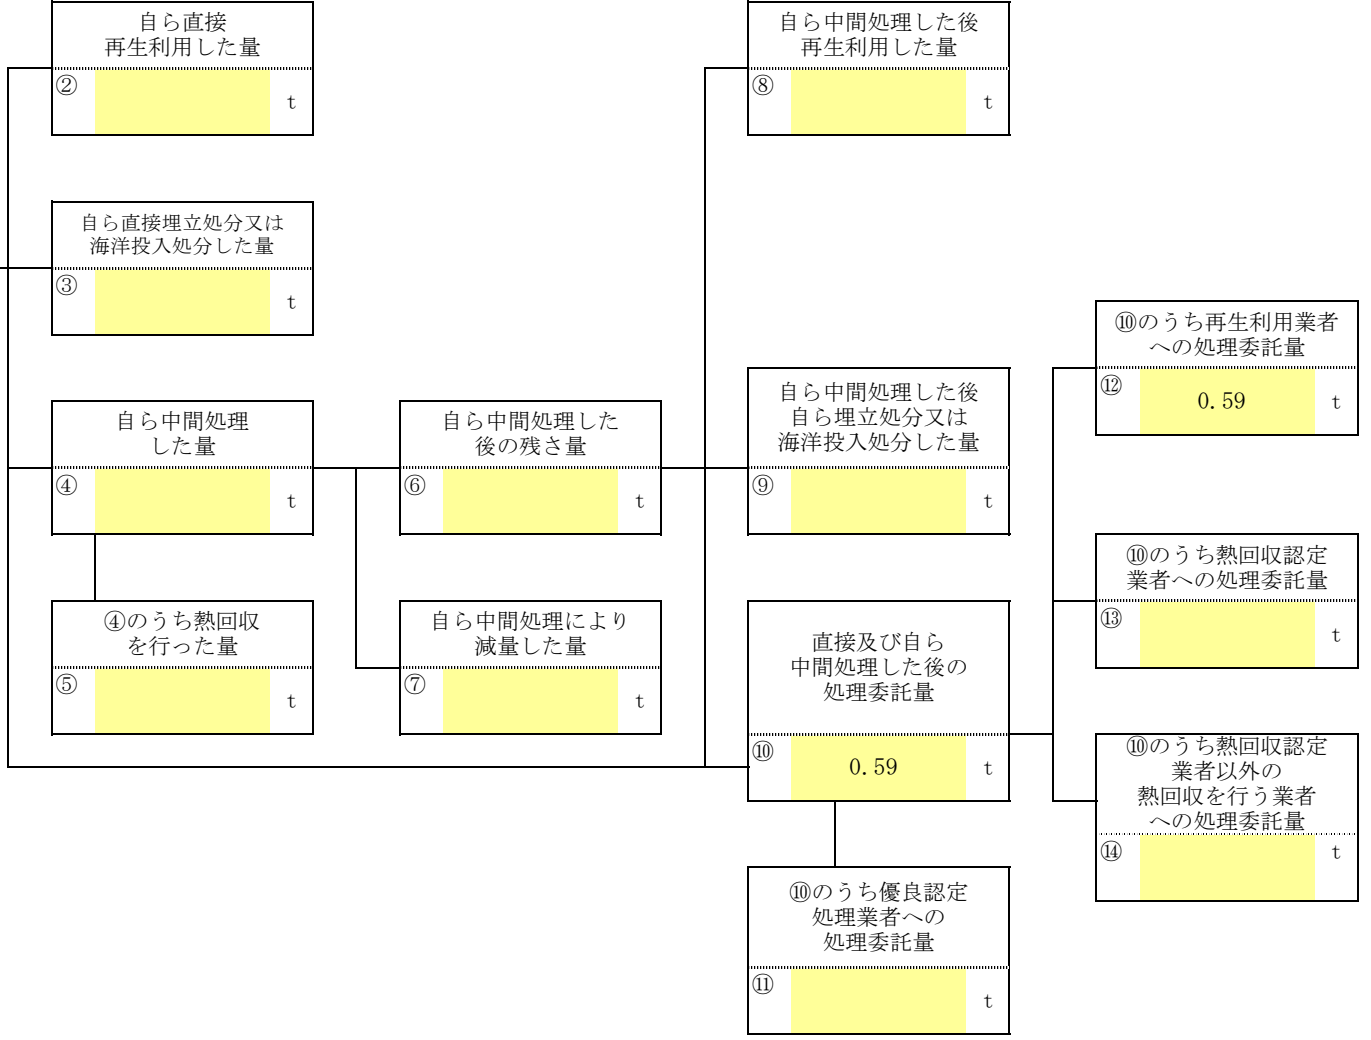 自ら直接
再生利用した量
②
t
自ら中間処理した後
再生利用した量
⑧
t
自ら直接埋立処分又は
海洋投入処分した量
③
t
⑩のうち再生利用業者
への処理委託量
⑫
0.59
t
自ら中間処理
した量
④
t
自ら中間処理した
後の残さ量
⑥
t
自ら中間処理した後
自ら埋立処分又は
海洋投入処分した量
⑨
t
⑩のうち熱回収認定
業者への処理委託量
⑬
t
④のうち熱回収
を行った量
⑤
t
自ら中間処理により
減量した量
⑦
t
直接及び自ら
中間処理した後の
処理委託量
⑩
0.59
t
⑩のうち熱回収認定
業者以外の
熱回収を行う業者
への処理委託量
⑭
t
⑩のうち優良認定
処理業者への
処理委託量
⑪
t